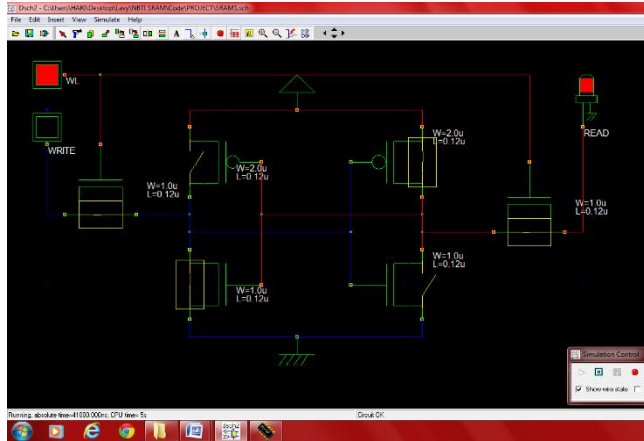 Dsch2 - C:\Users\HARI\Desktop\Lavy\NBTI SRAM\Code\PROJECT\SRAM1.sch
File Edit Insert View Simulate Help
WL
READ
WRITE
W=2.0u
L=0.12u
W=2.0u
L=0.12u
W=1.0u
L=0.12u
W=1.0u
L=0.12u
W=1.0u
L=0.12u
W=1.0u
L=0.12u
Simulation Control
Show wire state
Running, absolute time=41000.000ns, CPU time= 5s
Circuit OK